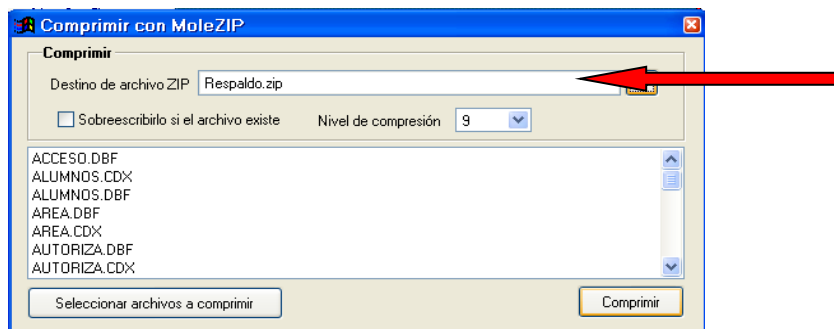 Comprimir con MoleZIP
Comprimir
Destino de archivo ZIP Respaldo.zip
Sobreescribirlo si el archivo existe Nivel de compresión 9
ACCESO.DBF
ALUMNOS.CDX
ALUMNOS.DBF
AREA.DBF
AREA.CDX
AUTORIZA.DBF
AUTORIZA.CDX
Seleccionar archivos a comprimir Comprimir